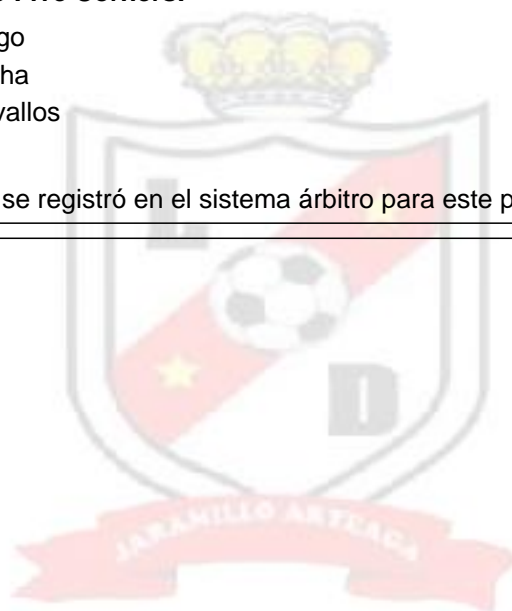 go
ha
vallos
se registró en el sistema árbitro para este p
L
D
JARAMILLO ARTEAGA